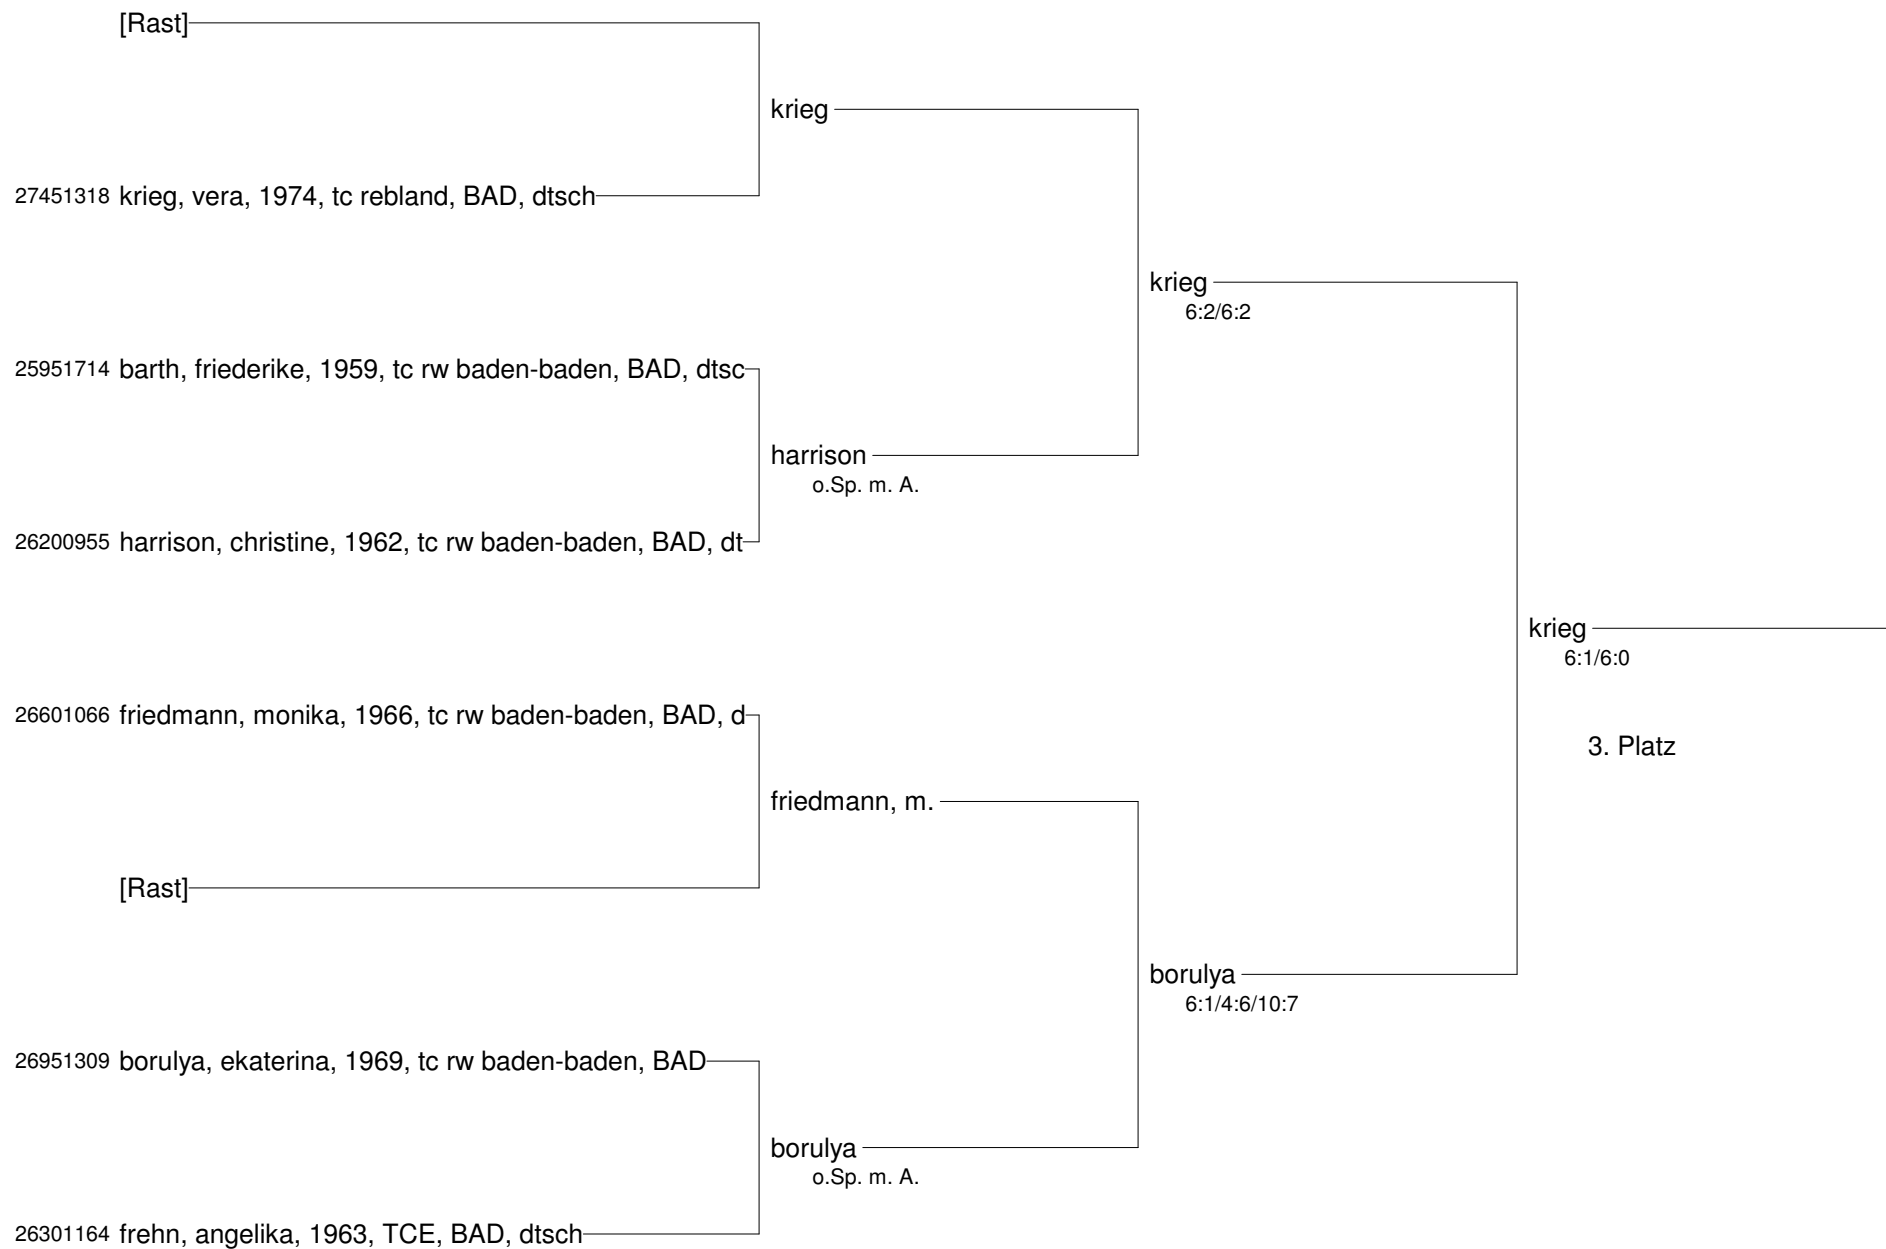 [Rast]
krieg
27451318 krieg, vera, 1974, tc rebland, BAD, dtsch
krieg
6:2/6:2
25951714 barth, friederike, 1959, tc rw baden-baden, BAD, dtsc
harrison
o.Sp. m. A.
26200955 harrison, christine, 1962, tc rw baden-baden, BAD, dt
krieg
6:1/6:0
26601066 friedmann, monika, 1966, tc rw baden-baden, BAD, d
3. Platz
friedmann, m.
[Rast]
borulya
6:1/4:6/10:7
26951309 borulya, ekaterina, 1969, tc rw baden-baden, BAD
borulya
o.Sp. m. A.
26301164 frehn, angelika, 1963, TCE, BAD, dtsch